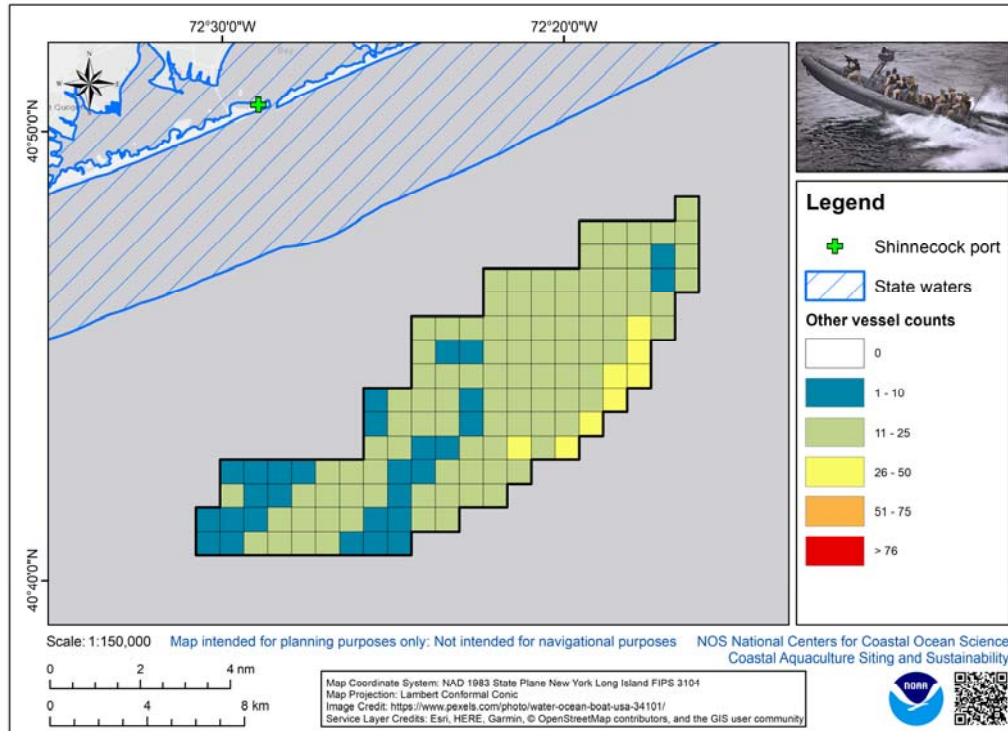 72°30'0"W
72°20'0"W
40°50'0"N
40°40'0"N
N
W
E
S
Bay
Legend
Shinnecock port
State waters
Other vessel counts
0
1 - 10
11 - 25
26 - 50
51 - 75
> 76
Scale: 1:150,000
Map intended for planning purposes only: Not intended for navigational purposes
NOS National Centers for Coastal Ocean Science
Coastal Aquaculture Siting and Sustainability
0 2 4 nm
0 4 8 km
Map Coordinate System: NAD 1983 State Plane New York Long Island FIPS 3104
Map Projection: Lambert Conformal Conic
Image Credit: https://www.pexels.com/photo/water-ocean-boat-usa-34101/
Service Layer Credits: Esri, HERE, Garmin, © OpenStreetMap contributors, and the GIS user community
NOAA